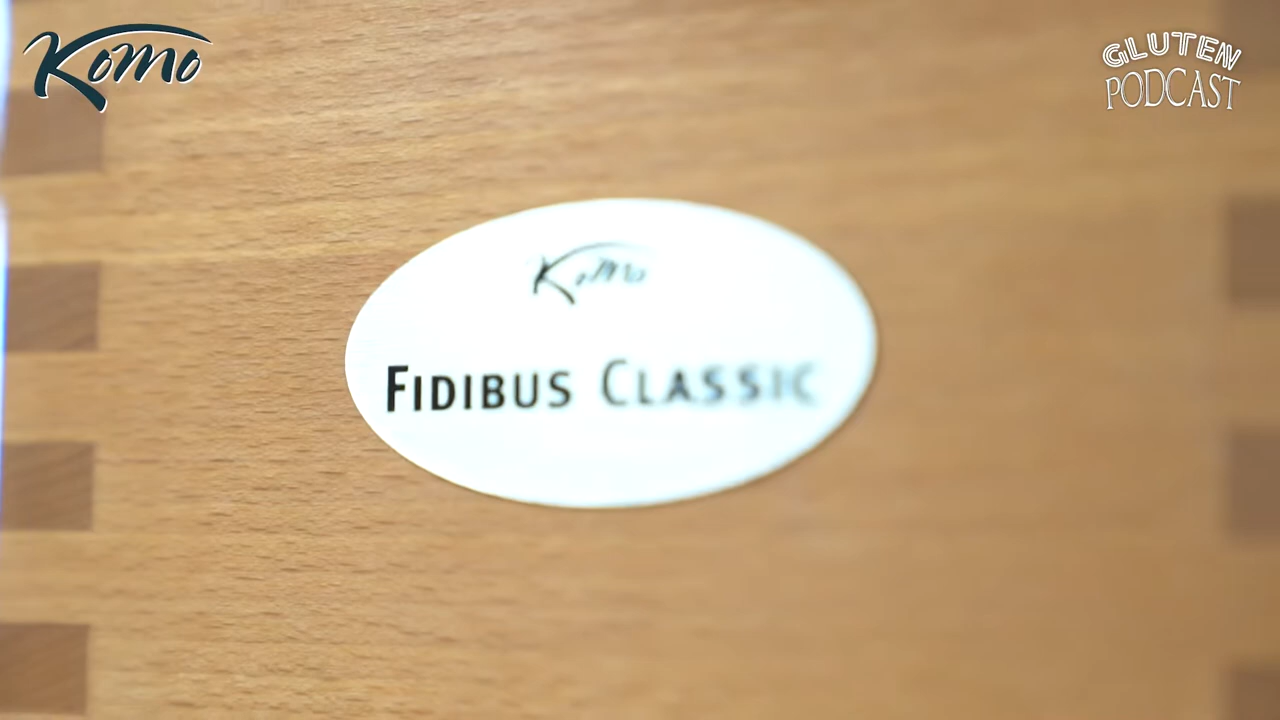 KoMo
GLUTEN
PODCAST
KoMo
FIDIBUS CLASSIC